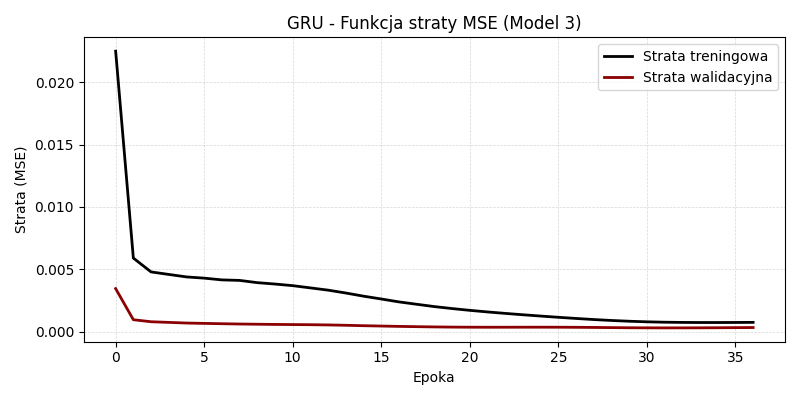 GRU - Funkcja straty MSE (Model 3)
Strata treningowa
Strata walidacyjna
Strata (MSE)
0.020
0.015
0.010
0.005
0.000
0 5 10 15 20 25 30 35
Epoka